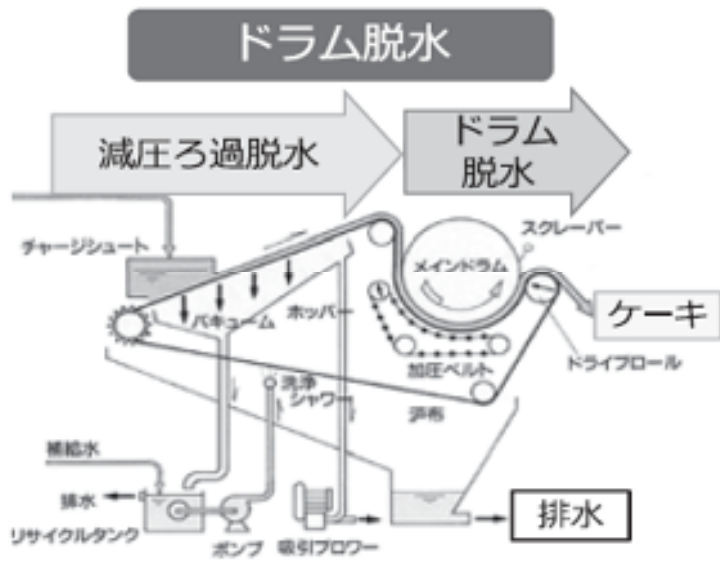 ドラム脱水
減圧ろ過脱水
ドラム
脱水
チャージシュート
スクレーパー
メインドラム
バキューム
ホッパ
ケーキ
加圧ベルト
ドライブロール
洗浄
シャワー
沪布
補給水
排水
リサイクルタンク
ポンプ
吸引ブロワー
排水